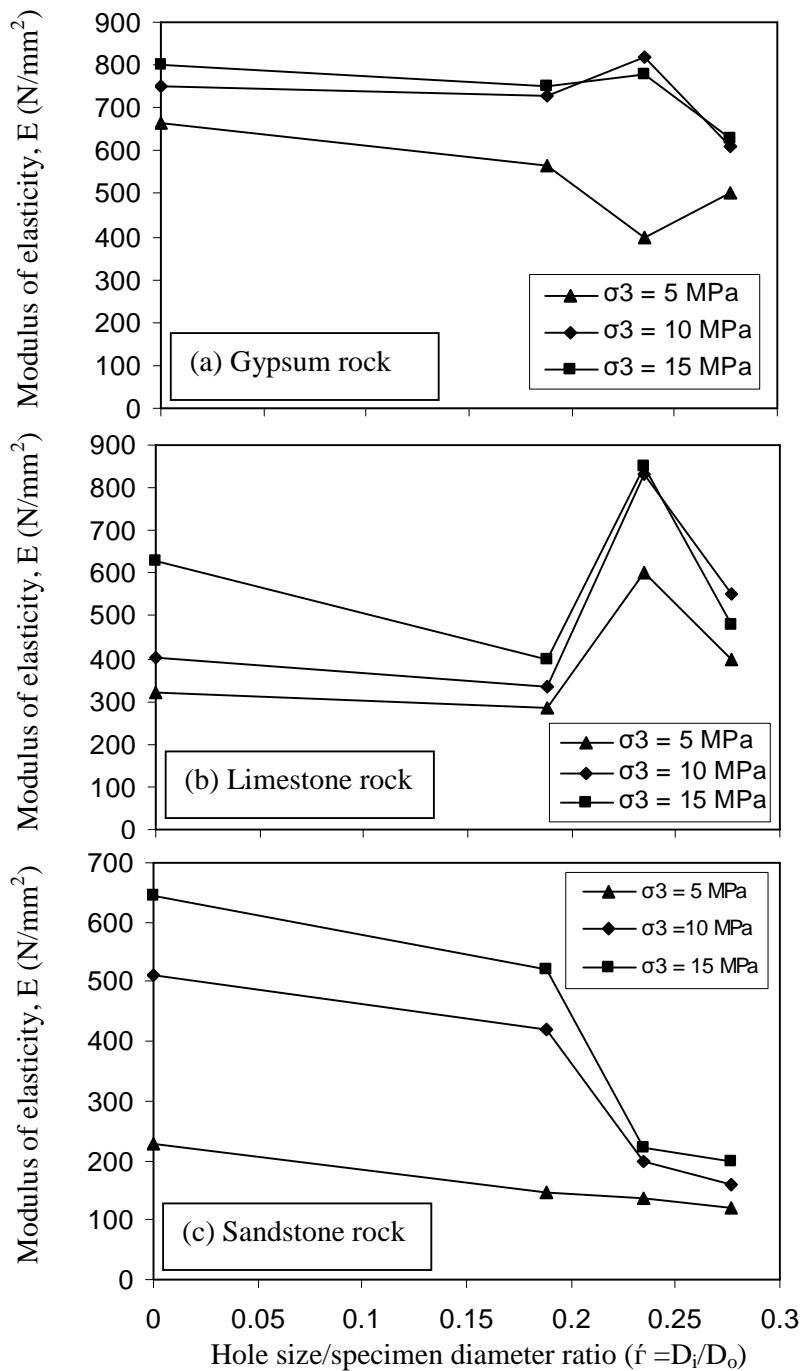 900
800
700
600
500
400
300
200
100
0
Modulus of elasticity, E (N/mm²)
σ3 = 5 MPa
σ3 = 10 MPa
σ3 = 15 MPa
(a) Gypsum rock
900
800
700
600
500
400
300
200
100
0
Modulus of elasticity, E (N/mm²)
σ3 = 5 MPa
σ3 = 10 MPa
σ3 = 15 MPa
(b) Limestone rock
700
600
500
400
300
200
100
0
Modulus of elasticity, E (N/mm²)
σ3 = 5 MPa
σ3 =10 MPa
σ3 = 15 MPa
(c) Sandstone rock
0 0.05 0.1 0.15 0.2 0.25 0.3
Hole size/specimen diameter ratio (ŕ =Dᵢ/Dₒ)